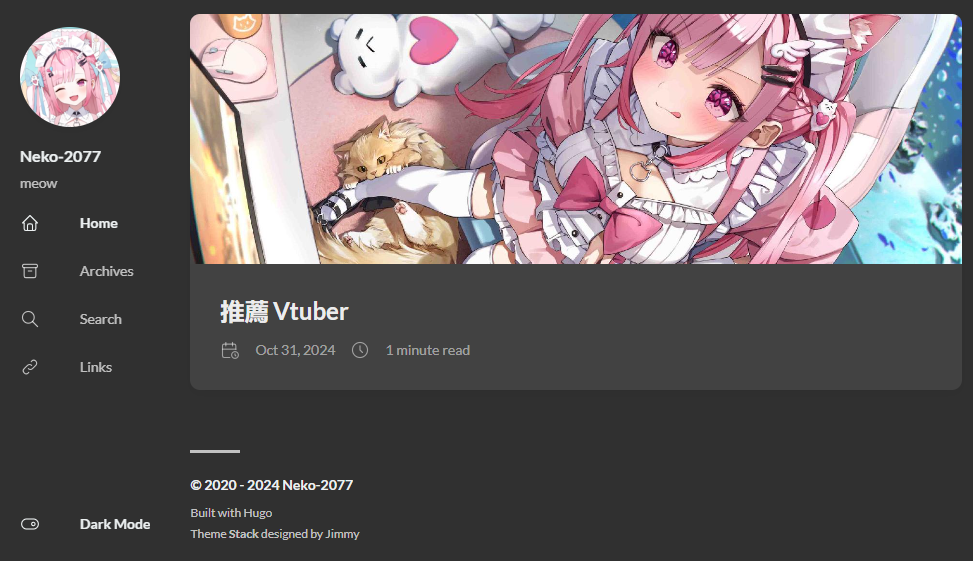 Neko-2077
meow
Home
Archives
Search
Links
Dark Mode
推薦 Vtuber
Oct 31, 2024
1 minute read
© 2020 - 2024 Neko-2077
Built with Hugo
Theme Stack designed by Jimmy